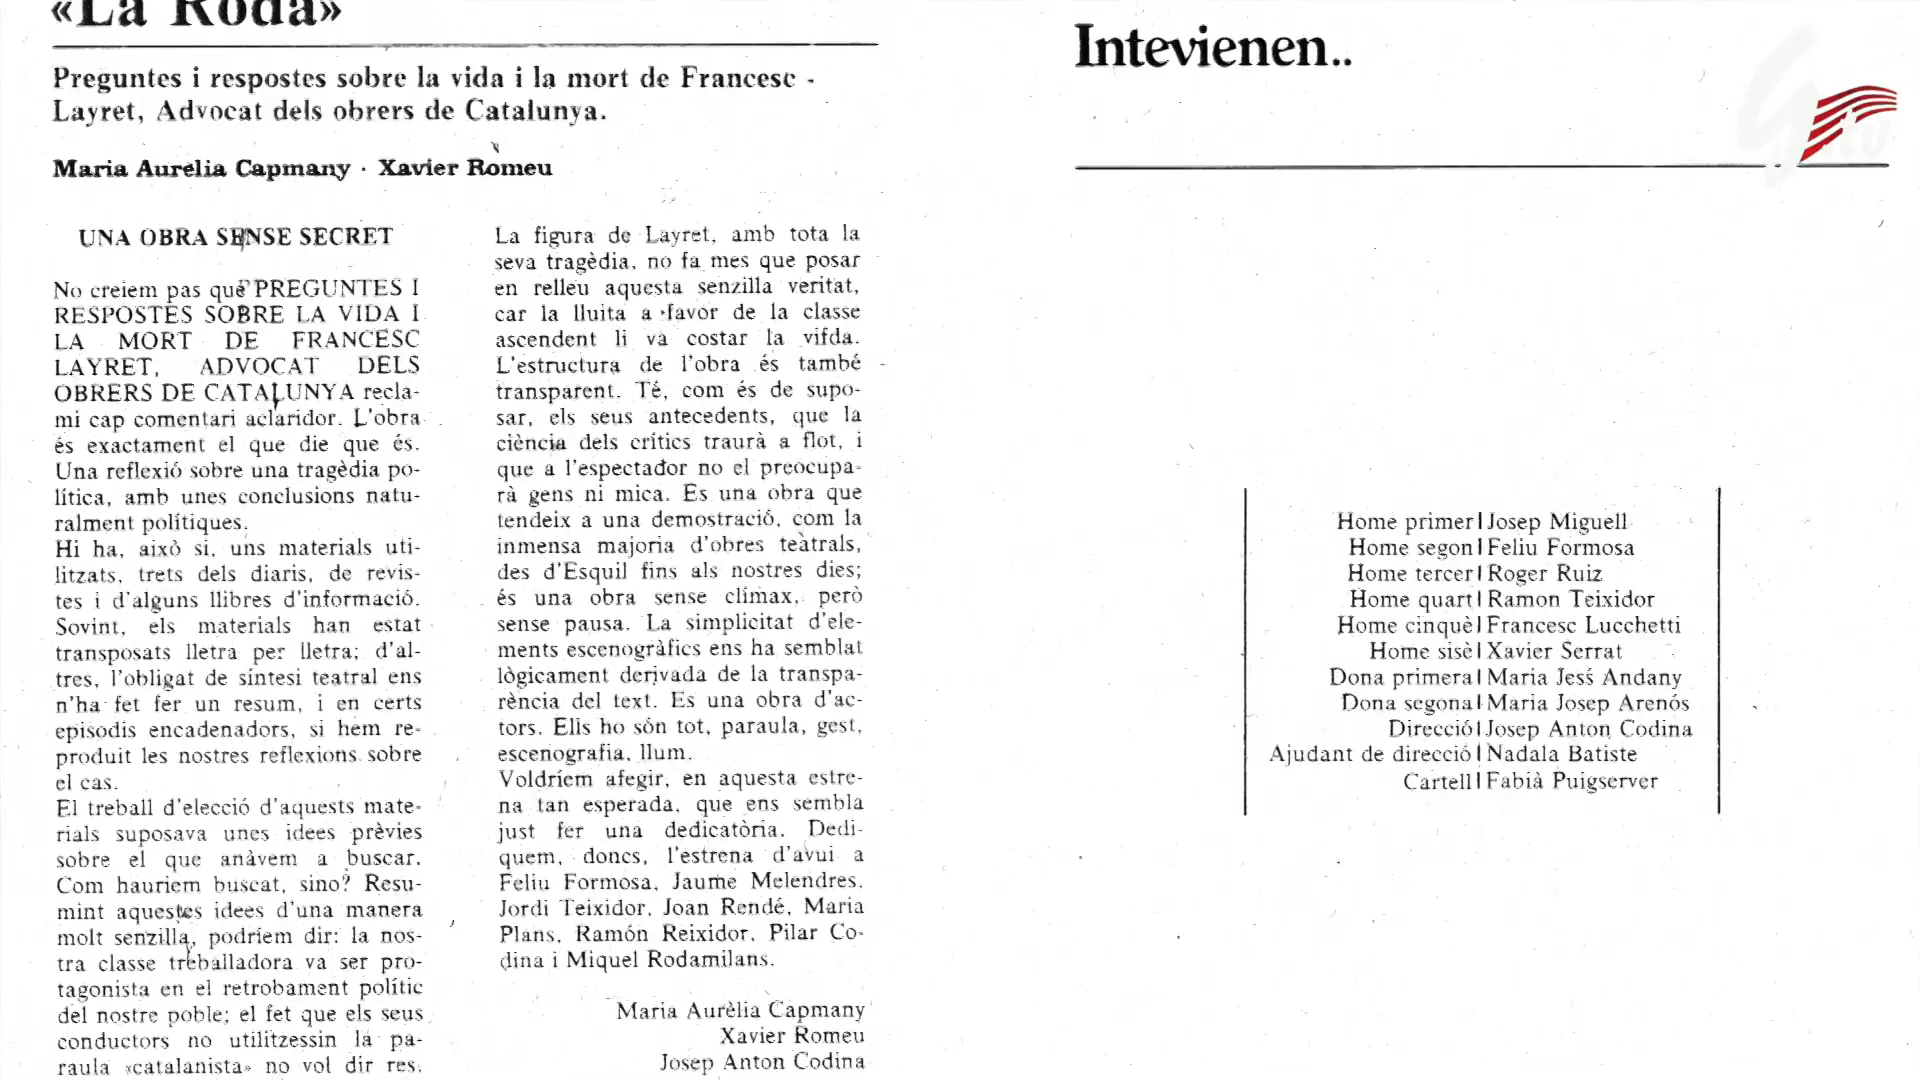 «La Roda»
Preguntes i respostes sobre la vida i la mort de Francesc -
Layret, Advocat dels obrers de Catalunya.
Maria Aurelia Capmany · Xavier Romeu
UNA OBRA SENSE SECRET
No creiem pas que PREGUNTES I
RESPOSTES SOBRE LA VIDA I
LA MORT DE FRANCESC
LAYRET, ADVOCAT DELS
OBRERS DE CATALUNYA recla-
mi cap comentari aclaridor. L'obra
és exactament el que die que és.
Una reflexió sobre una tragèdia po-
lítica, amb unes conclusions natu-
ralment polítiques.
Hi ha, això si, uns materials uti-
litzats, trets dels diaris, de revis-
tes i d'alguns llibres d'informació.
Sovint, els materials han estat
transposats lletra per lletra; d'al-
tres, l'obligat de síntesi teatral ens
n'ha fet fer un resum, i en certs
episodis encadenadors, si hem re-
produit les nostres reflexions sobre
el cas.
El treball d'elecció d'aquests mate-
rials suposava unes idees prèvies
sobre el que anàvem a buscar.
Com hauriem buscat, sino? Resu-
mint aquestes idees d'una manera
molt senzilla, podríem dir: la nos-
tra classe treballadora va ser pro-
tagonista en el retrobament polític
del nostre poble; el fet que els seus
conductors no utilitzessin la pa-
raula «catalanista» no vol dir res.
La figura de Layret, amb tota la
seva tragèdia, no fa mes que posar
en relleu aquesta senzilla veritat,
car la lluita a favor de la classe
ascendent li va costar la vifda.
L'estructura de l'obra és també
transparent. Té, com és de supo-
sar, els seus antecedents, que la
ciència dels crítics traurà a flot, i
que a l'espectador no el preocupa-
rà gens ni mica. Es una obra que
tendeix a una demostració, com la
inmensa majoria d'obres teàtrals,
des d'Esquil fins als nostres dies;
és una obra sense clímax, però
sense pausa. La simplicitat d'ele-
ments escenogràfics ens ha semblat
lògicament derivada de la transpa-
rència del text. Es una obra d'ac-
tors. Ells ho són tot, paraula, gest,
escenografia, llum.
Voldríem afegir, en aquesta estre-
na tan esperada, que ens sembla
just fer una dedicatòria. Dedi-
quem, doncs, l'estrena d'avui a
Feliu Formosa, Jaume Melendres,
Jordi Teixidor, Joan Rendé, Maria
Plans, Ramón Reixidor, Pilar Co-
dina i Miquel Rodamilans.
Maria Aurèlia Capmany
Xavier Romeu
Josep Anton Codina
Intevienen..
Home primer | Josep Miguell
Home segon | Feliu Formosa
Home tercer | Roger Ruiz
Home quart | Ramon Teixidor
Home cinquè | Francesc Lucchetti
Home sisè | Xavier Serrat
Dona primera | Maria Jesś Andany
Dona segona | Maria Josep Arenós
Direcció | Josep Anton Codina
Ajudant de direcció | Nadala Batiste
Cartell | Fabià Puigserver